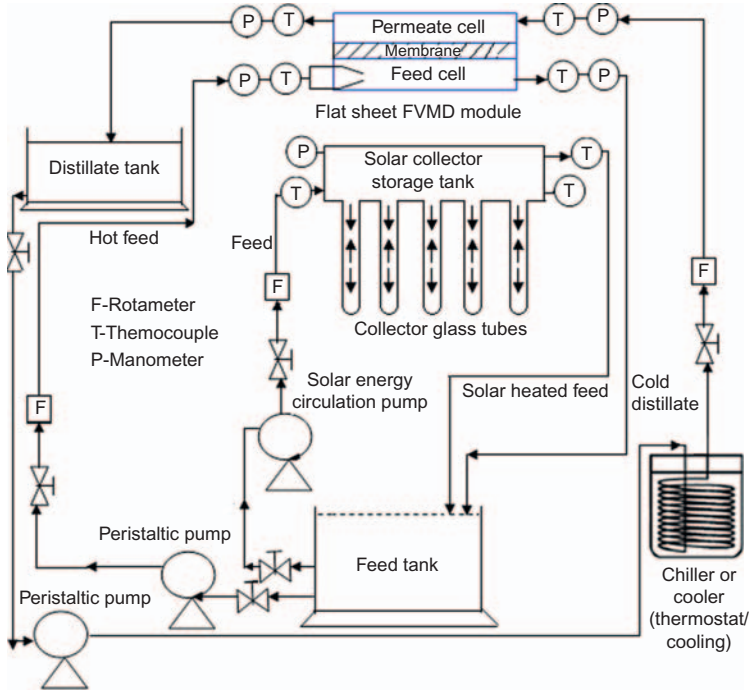 P
T
Permeate cell
T
P
Membrane
P
T
Feed cell
T
P
Flat sheet FVMD module
Distillate tank
P
Solar collector
storage tank
T
T
T
Hot feed
Feed
F
F
F-Rotameter
T-Themocouple
P-Manometer
Collector glass tubes
Solar energy
circulation pump
Solar heated feed
Cold
distillate
F
Peristaltic pump
Feed tank
Peristaltic pump
Chiller or
cooler
(thermostat/
cooling)